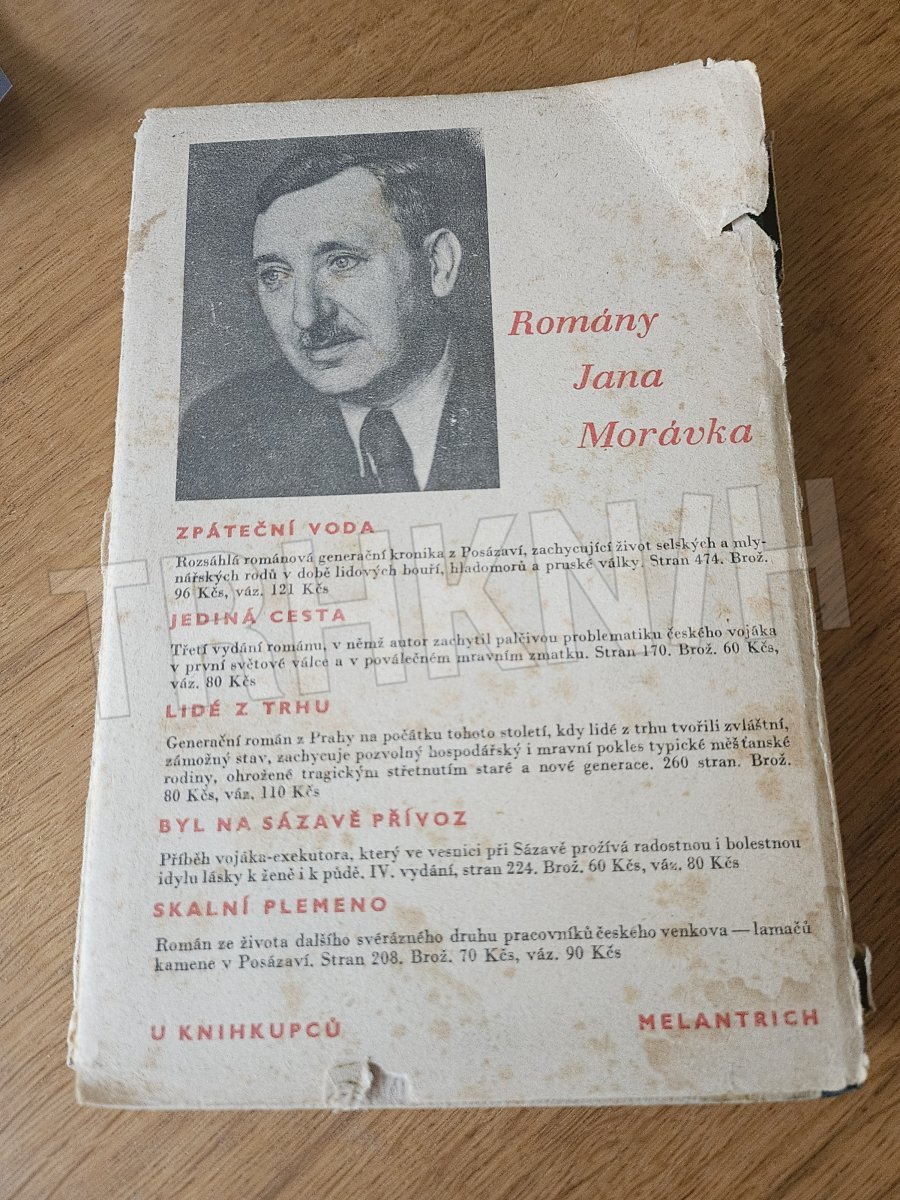 Romány
Jana
Morávka
ZPÁTEČNÍ VODA
Rozsáhlá románová generační kronika z Posázaví, zachycující život selských a mly-
nářských rodů v době lidových bouří, hladomorů a pruské války. Stran 474. Brož.
96 Kčs, váz. 121 Kčs
JEDINÁ CESTA
Třetí vydání románu, v němž autor zachytil palčivou problematiku českého vojáka
v první světové válce a v poválečném mravním zmatku. Stran 170. Brož. 60 Kčs,
váz. 80 Kčs
LIDÉ Z TRHU
Generační román z Prahy na počátku tohoto století, kdy lidé z trhu tvořili zvláštní,
zámožný stav, zachycuje pozvolný hospodářský i mravní pokles typické měšťanské
rodiny, ohrožené tragickým střetnutím staré a nové generace. 260 stran. Brož.
80 Kčs, váz. 110 Kčs
BYL NA SÁZAVĚ PŘÍVOZ
Příběh vojáka-exekutora, který ve vesnici při Sázavě prožívá radostnou i bolestnou
idylu lásky k ženě i k půdě. IV. vydání, stran 224. Brož. 60 Kčs, váz. 80 Kčs
SKALNÍ PLEMENO
Román ze života dalšího svérázného druhu pracovníků českého venkova — lamačů
kamene v Posázaví. Stran 208. Brož. 70 Kčs, váz. 90 Kčs
U KNIHKUPCŮ MELANTRICH
TRHKNIH